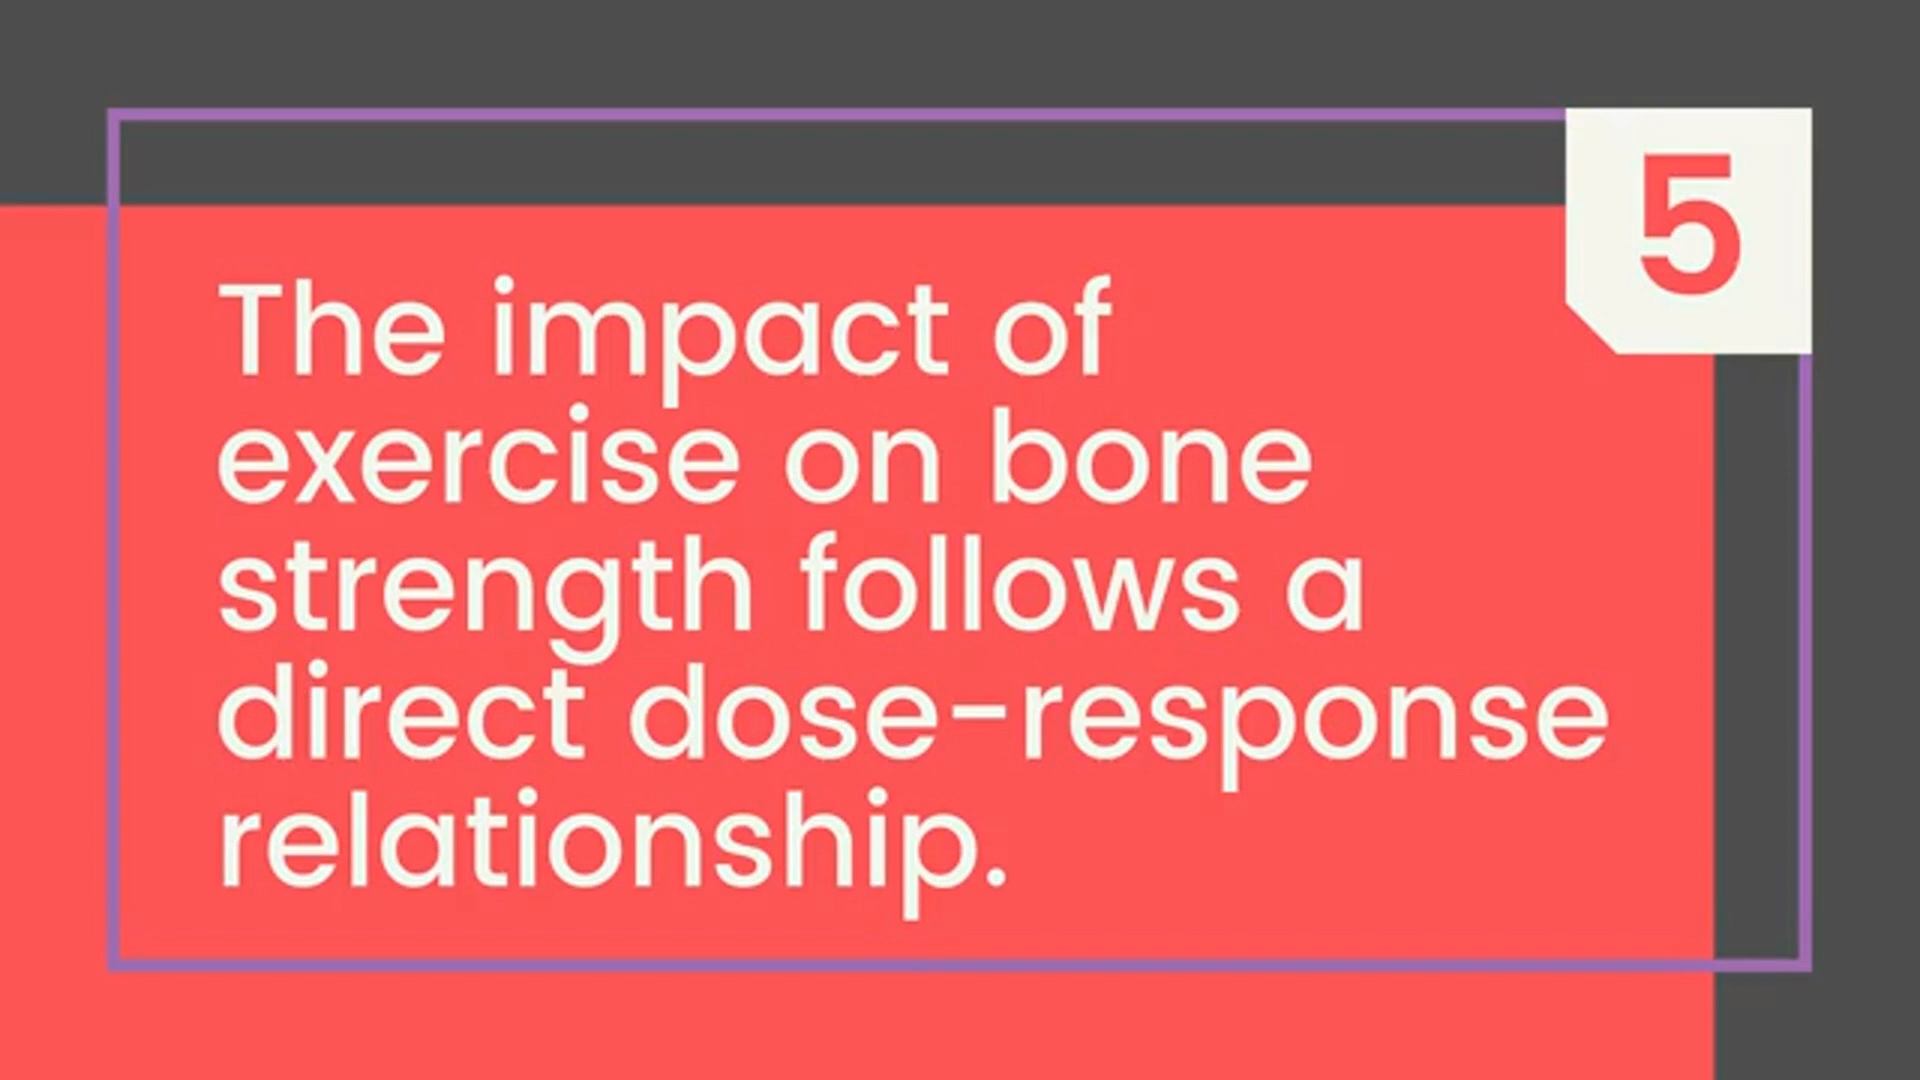 5
The impact of
exercise on bone
strength follows a
direct dose-response
relationship.